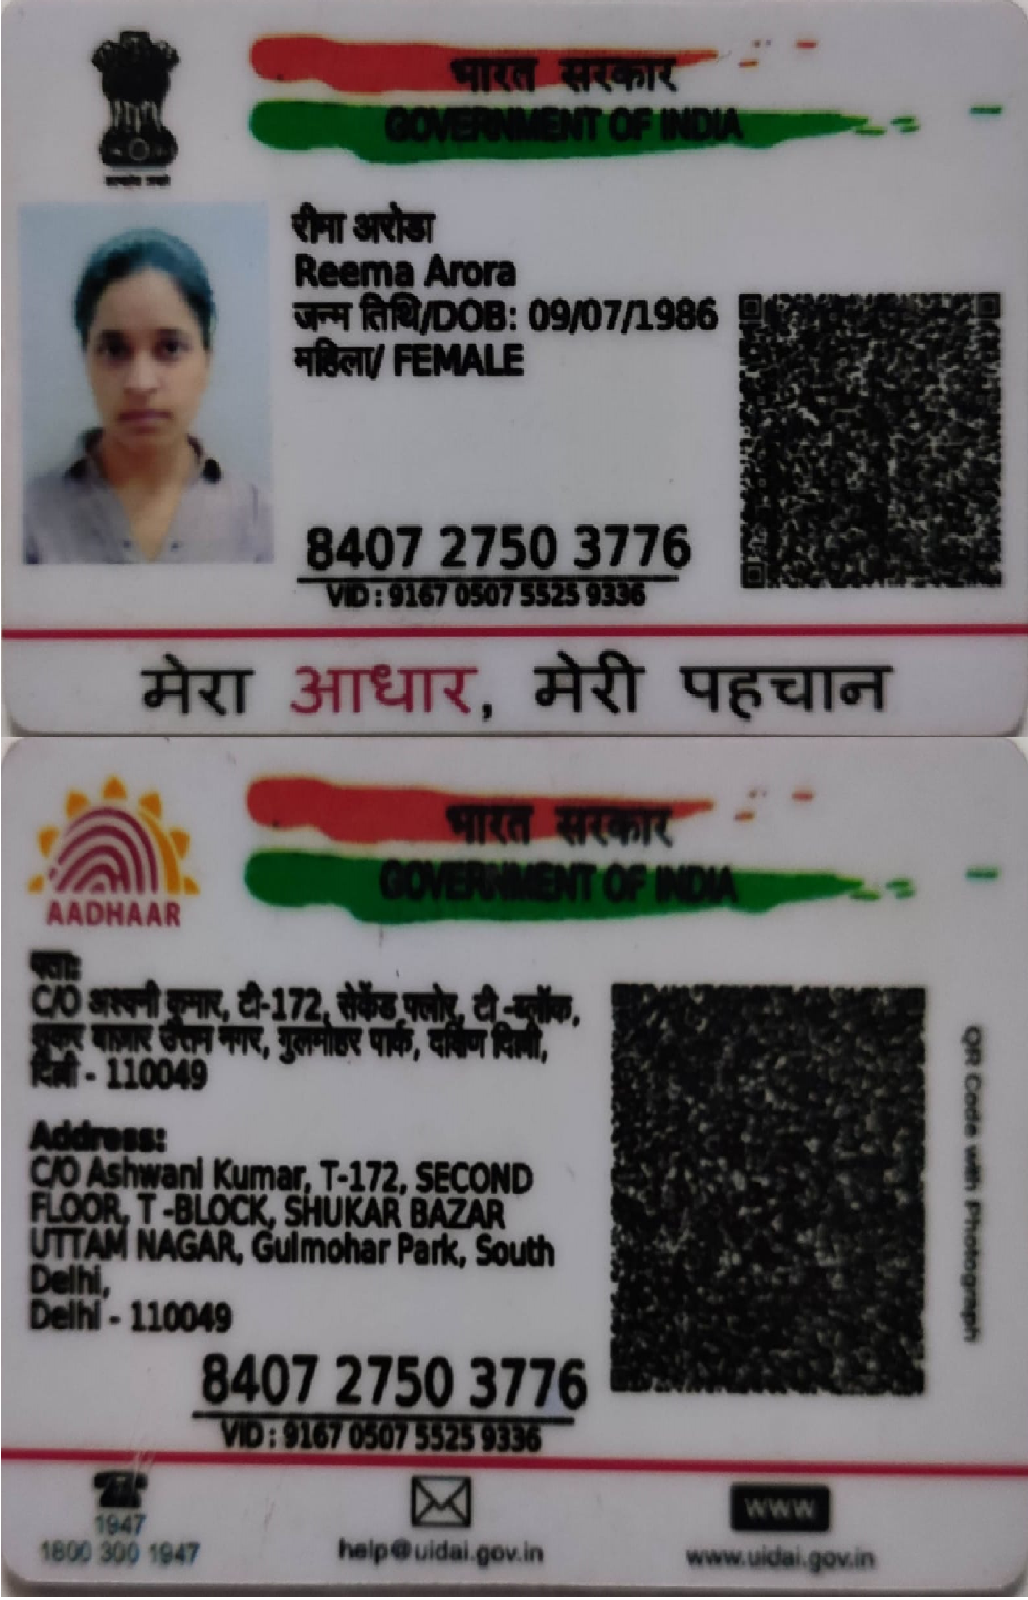 भारत सरकार
GOVERNMENT OF INDIA
रीमा अरोडा
Reema Arora
जन्म तिथि/DOB: 09/07/1986
महिला/ FEMALE
8407 2750 3776
VID : 9167 0507 5525 9336
मेरा आधार, मेरी पहचान
AADHAAR
भारत सरकार
GOVERNMENT OF INDIA
पता:
C/O अश्वनी कुमार, टी-172, सेकेंड फ्लोर, टी -ब्लॉक,
शुकर बाज़ार उत्तम नगर, गुलमोहर पार्क, दक्षिण दिल्ली,
दिल्ली - 110049
Address:
C/O Ashwani Kumar, T-172, SECOND
FLOOR, T -BLOCK, SHUKAR BAZAR
UTTAM NAGAR, Gulmohar Park, South
Delhi,
Delhi - 110049
QR Code with Photograph
8407 2750 3776
VID : 9167 0507 5525 9336
1947
1800 300 1947
help@uidai.gov.in
www
www.uidai.gov.in